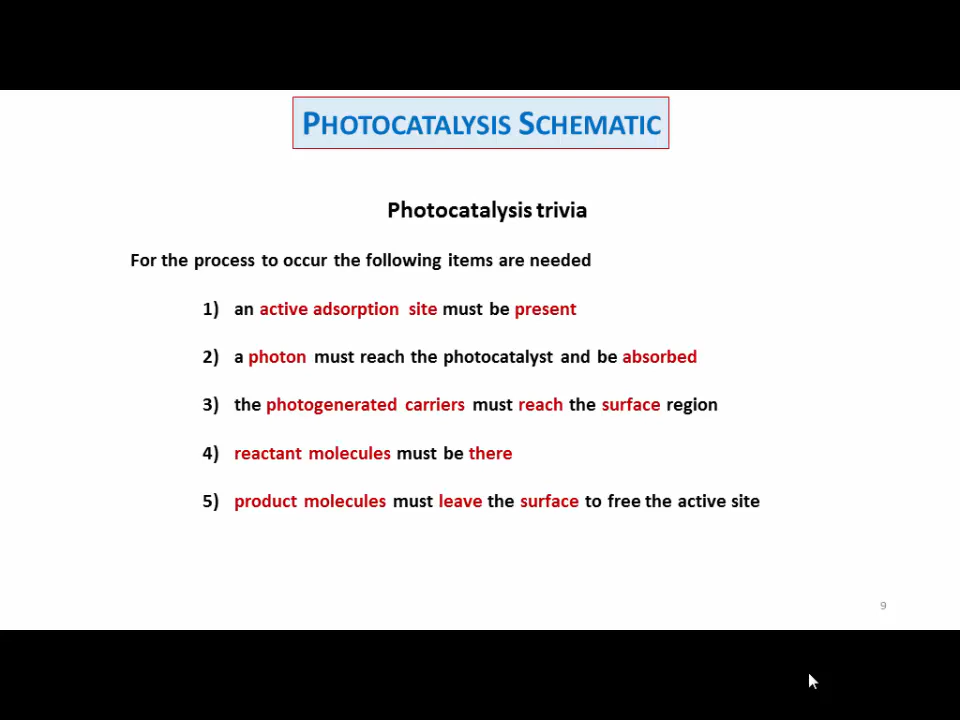 PHOTOCATALYSIS SCHEMATIC
Photocatalysis trivia
For the process to occur the following items are needed
1) an active adsorption site must be present
2) a photon must reach the photocatalyst and be absorbed
3) the photogenerated carriers must reach the surface region
4) reactant molecules must be there
5) product molecules must leave the surface to free the active site
9